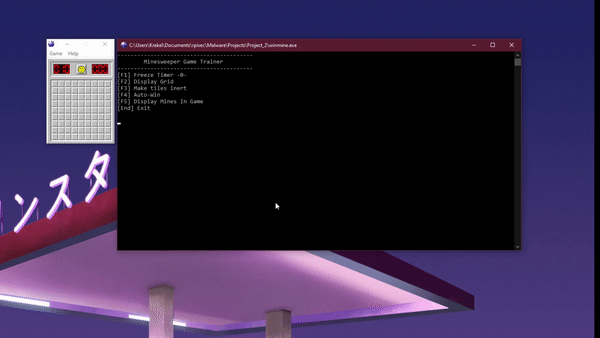 Game Help
C:\Users\Krekel\Documents\rpisec\Malware\Projects\Project_2\winmine.exe
----------------------------------------
Minesweeper Game Trainer
----------------------------------------
[F1] Freeze Timer -0-
[F2] Display Grid
[F3] Make tiles inert
[F4] Auto-Win
[F5] Display Mines In Game
[End] Exit
ンスタ